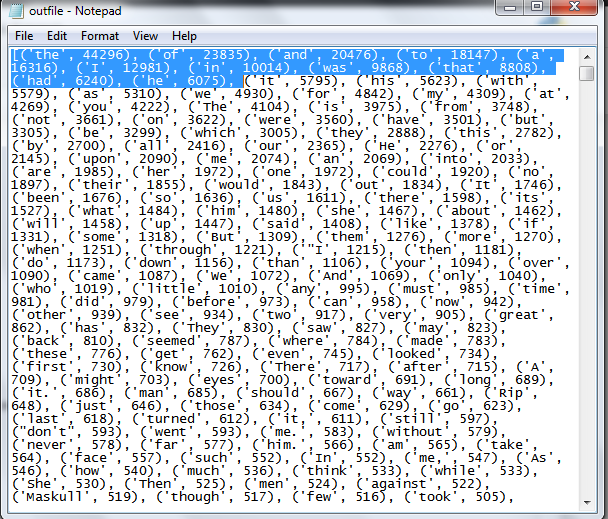 outfile - Notepad
File Edit Format View Help
[('the', 44296), ('of', 23835), ('and', 20476), ('to', 18147), ('a',
16316), ('I', 12981), ('in', 10014), ('was', 9868), ('that', 8808),
('had', 6240), ('he', 6075), ('it', 5795), ('his', 5623), ('with',
5579), ('as', 5310), ('we', 4930), ('for', 4842), ('my', 4309), ('at',
4269), ('you', 4222), ('The', 4104), ('is', 3975), ('from', 3748),
('not', 3661), ('on', 3622), ('were', 3560), ('have', 3501), ('but',
3305), ('be', 3299), ('which', 3005), ('they', 2888), ('this', 2782),
('by', 2700), ('all', 2416), ('our', 2365), ('He', 2276), ('or',
2145), ('upon', 2090), ('me', 2074), ('an', 2069), ('into', 2033),
('are', 1985), ('her', 1972), ('one', 1972), ('could', 1920), ('no',
1897), ('their', 1855), ('would', 1843), ('out', 1834), ('It', 1746),
('been', 1676), ('so', 1636), ('us', 1611), ('there', 1598), ('its',
1527), ('what', 1484), ('him', 1480), ('she', 1467), ('about', 1462),
('will', 1458), ('up', 1447), ('said', 1408), ('like', 1378), ('if',
1331), ('some', 1318), ('But', 1309), ('them', 1276), ('more', 1270),
('when', 1251), ('through', 1221), ('"I', 1215), ('then', 1181),
('do', 1173), ('down', 1156), ('than', 1106), ('your', 1094), ('over',
1090), ('came', 1087), ('We', 1072), ('And', 1069), ('only', 1040),
('who', 1019), ('little', 1010), ('any', 995), ('must', 985), ('time',
981), ('did', 979), ('before', 973), ('can', 958), ('now', 942),
('other', 939), ('see', 934), ('two', 917), ('very', 905), ('great',
862), ('has', 832), ('They', 830), ('saw', 827), ('may', 823),
('back', 810), ('seemed', 787), ('where', 784), ('made', 783),
('these', 776), ('get', 762), ('even', 745), ('looked', 734),
('first', 730), ('know', 726), ('There', 717), ('after', 715), ('A',
709), ('might', 703), ('eyes', 700), ('toward', 691), ('long', 689),
('it.', 686), ('man', 685), ('should', 667), ('way', 661), ('Rip',
648), ('just', 646), ('those', 634), ('come', 629), ('go', 623),
('last', 618), ('turned', 612), ('it,', 611), ('still', 597),
("don't", 593), ('went', 593), ('me.', 583), ('without', 579),
('never', 578), ('far', 577), ('him.', 566), ('am', 565), ('take',
564), ('face', 557), ('such', 552), ('In', 552), ('me,', 547), ('As',
546), ('how', 540), ('much', 536), ('think', 533), ('while', 533),
('She', 530), ('Then', 525), ('men', 524), ('against', 522),
('Maskull', 519), ('though', 517), ('few', 516), ('took', 505),